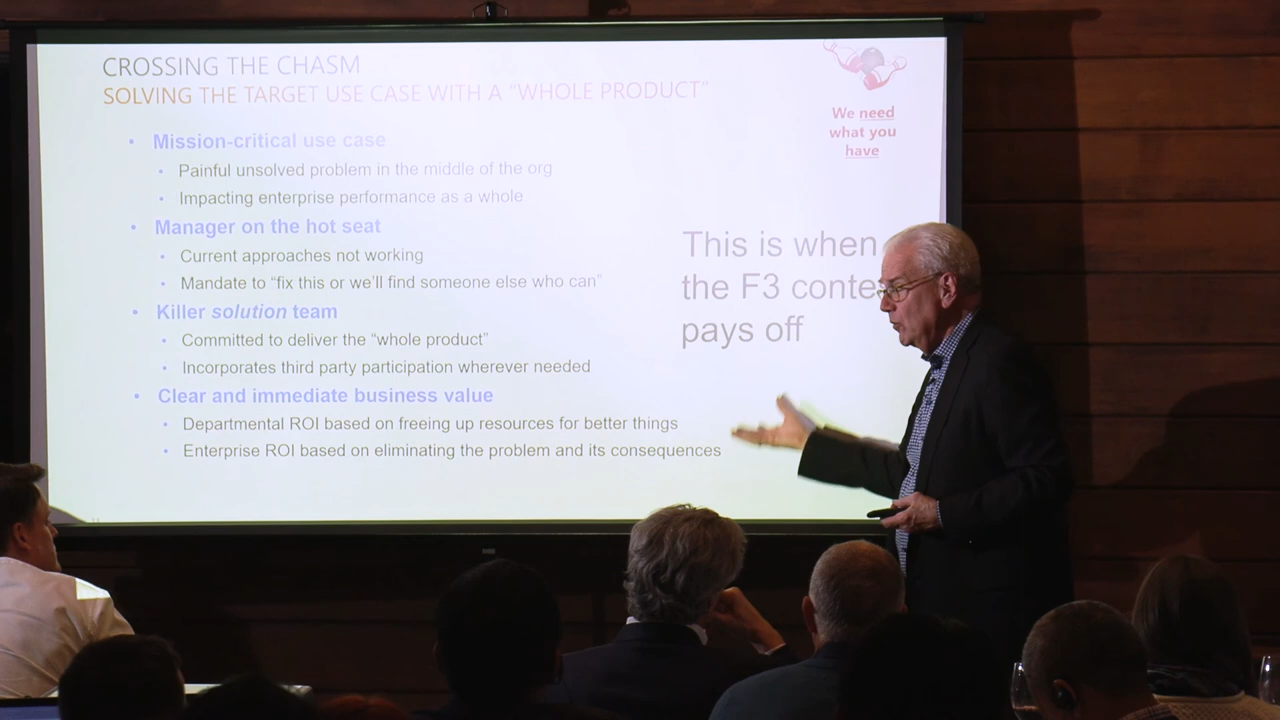 CROSSING THE CHASM
SOLVING THE TARGET USE CASE WITH A “WHOLE PRODUCT”
We need
what you
have
• Mission-critical use case
• Painful unsolved problem in the middle of the org
• Impacting enterprise performance as a whole
• Manager on the hot seat
• Current approaches not working
• Mandate to “fix this or we’ll find someone else who can”
• Killer solution team
• Committed to deliver the “whole product”
• Incorporates third party participation wherever needed
• Clear and immediate business value
• Departmental ROI based on freeing up resources for better things
• Enterprise ROI based on eliminating the problem and its consequences
This is when
the F3 conte
pays off